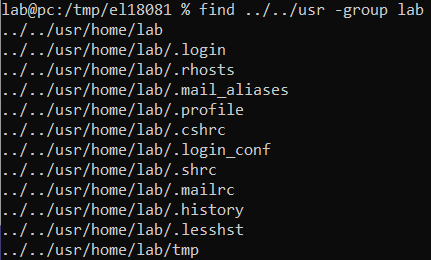 lab@pc:/tmp/el18081 % find ../../usr -group lab
../../usr/home/lab
../../usr/home/lab/.login
../../usr/home/lab/.rhosts
../../usr/home/lab/.mail_aliases
../../usr/home/lab/.profile
../../usr/home/lab/.cshrc
../../usr/home/lab/.login_conf
../../usr/home/lab/.shrc
../../usr/home/lab/.mailrc
../../usr/home/lab/.history
../../usr/home/lab/.lesshst
../../usr/home/lab/tmp